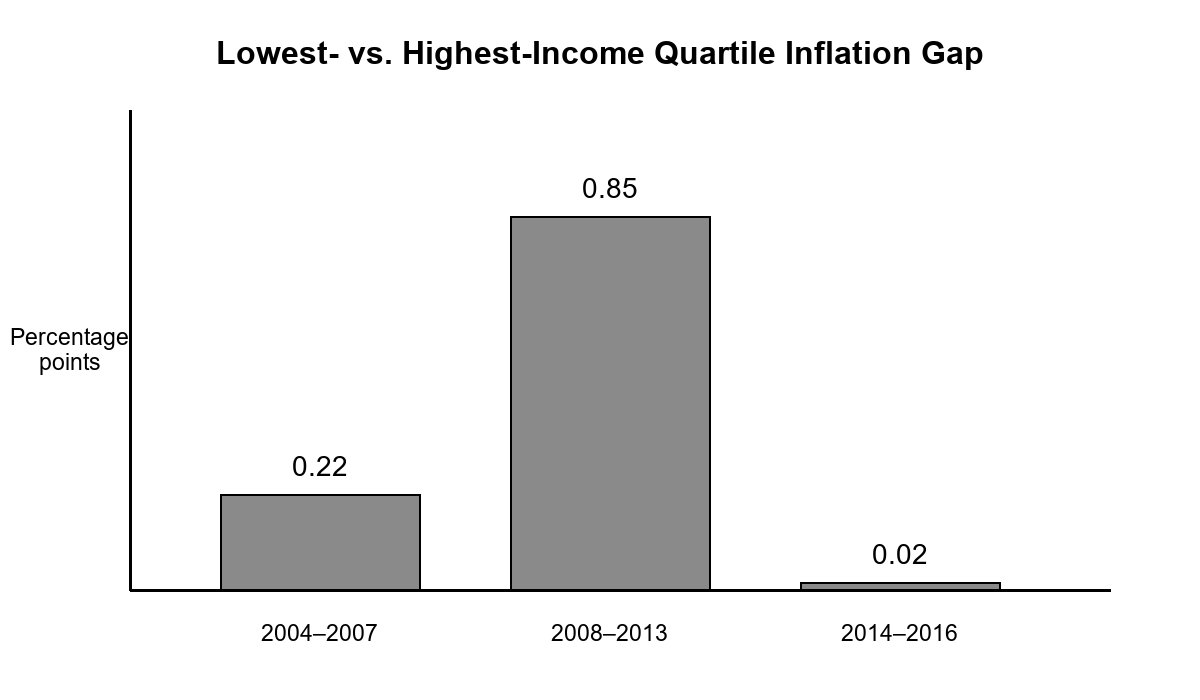 Lowest- vs. Highest-Income Quartile Inflation Gap
0.85
Percentage
points
0.22
0.02
2004–2007
2008–2013
2014–2016